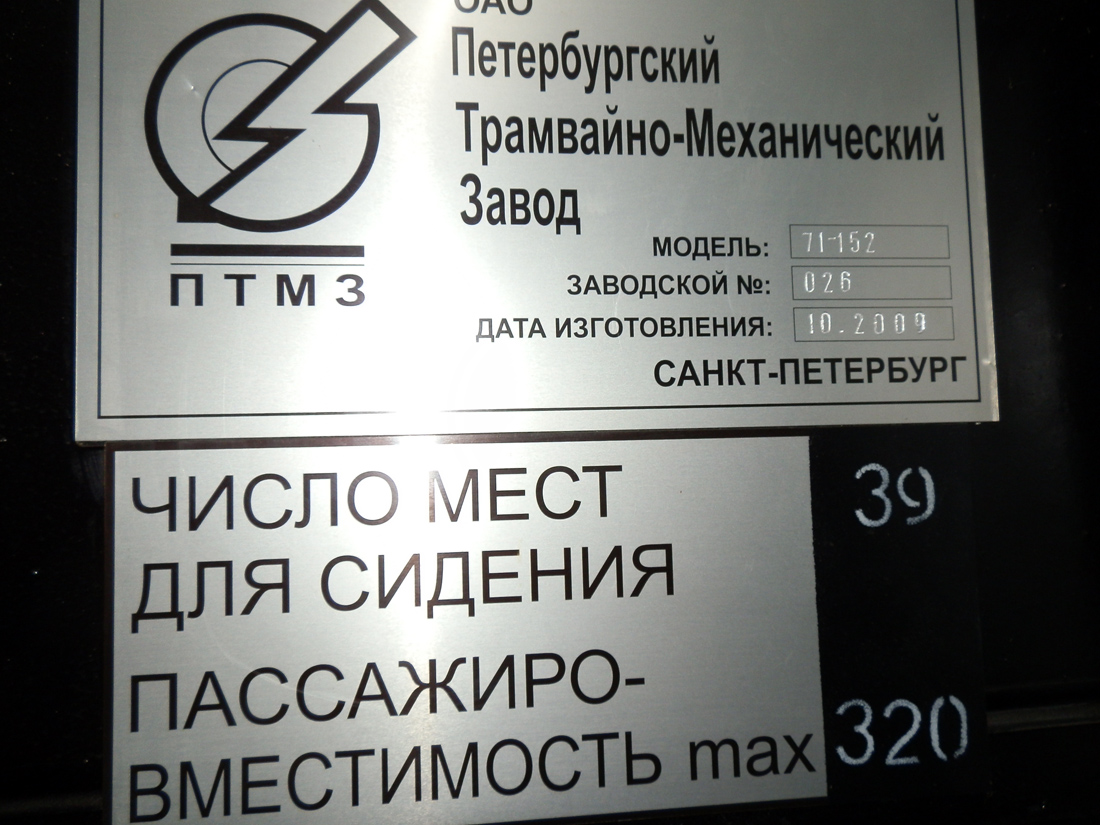 ОАО
Петербургский
Трамвайно-Механический
Завод
ПТМЗ
МОДЕЛЬ: 71-152
ЗАВОДСКОЙ №: 026
ДАТА ИЗГОТОВЛЕНИЯ: 10.2009
САНКТ-ПЕТЕРБУРГ
ЧИСЛО МЕСТ 39
ДЛЯ СИДЕНИЯ
ПАССАЖИРО-
ВМЕСТИМОСТЬ max 320